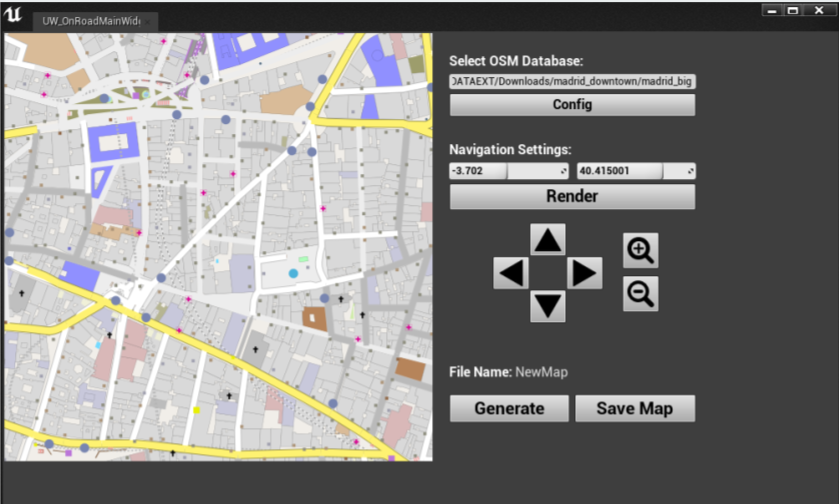 UW_OnRoadMainWid
Select OSM Database:
DATAEXT/Downloads/madrid_downtown/madrid_big
Config
Navigation Settings:
-3.702 40.415001
Render
File Name: NewMap
Generate Save Map